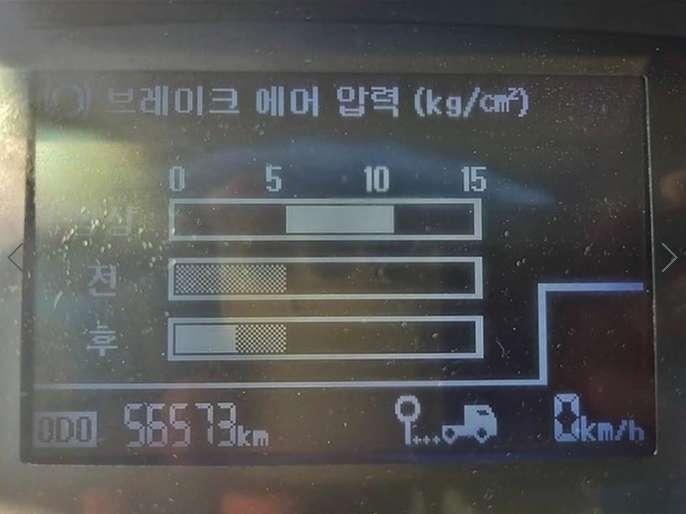 브레이크 에어 압력 (kg/cm²)
0 5 10 15
정상
전
후
ODO 56573km 0km/h